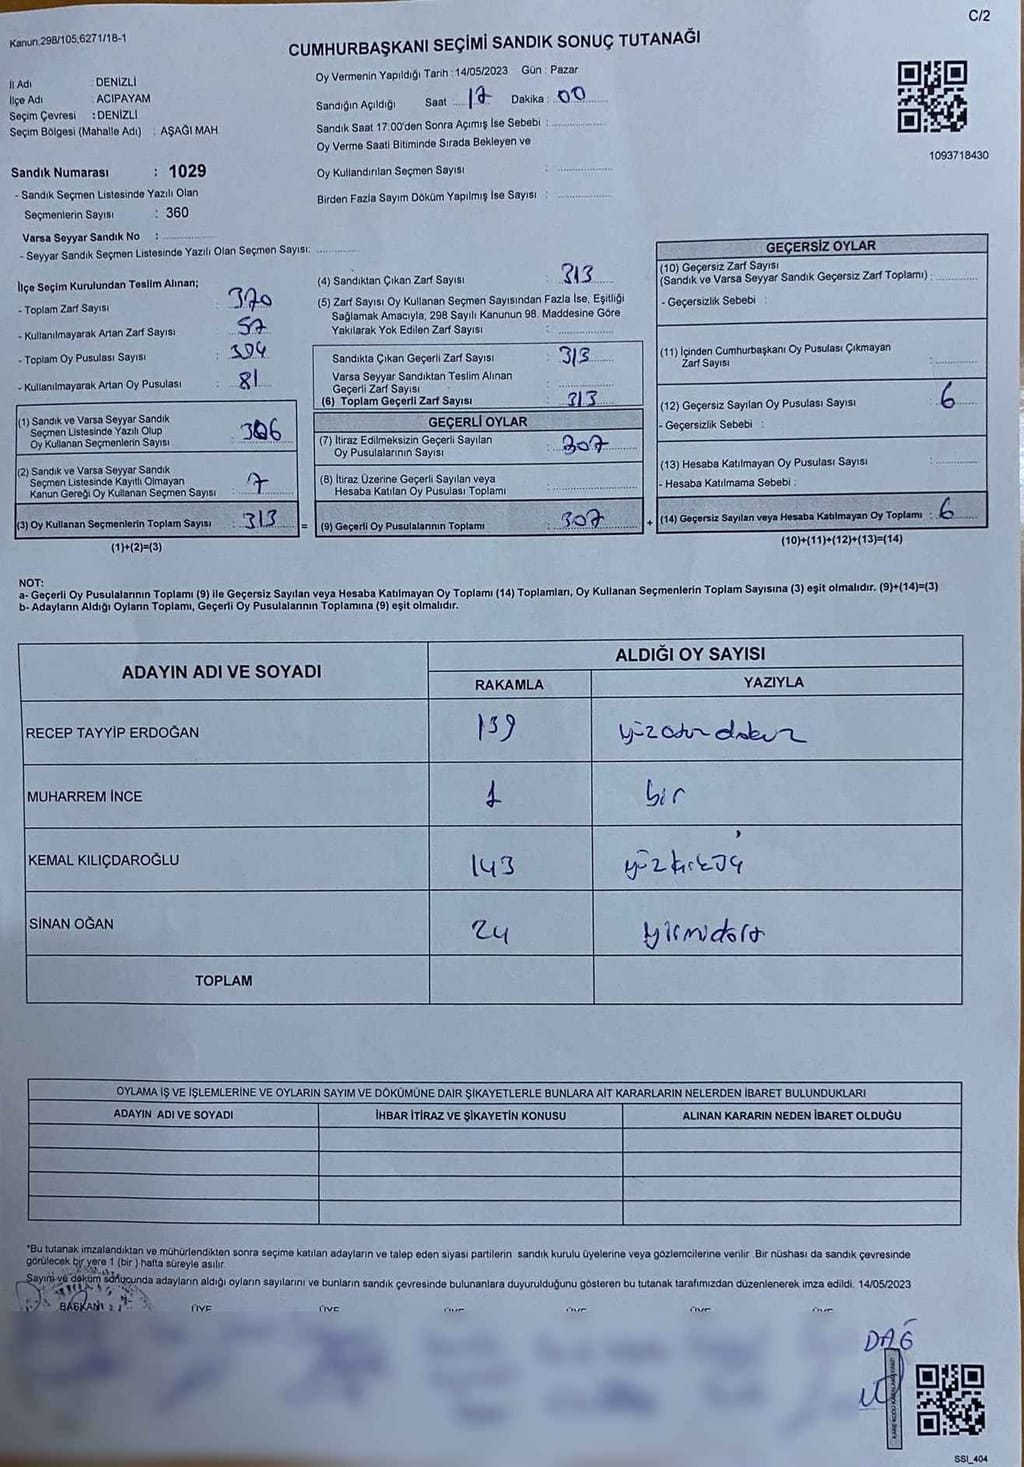 C/2
Kanun:298/105;6271/18-1
CUMHURBAŞKANI SEÇİMİ SANDIK SONUÇ TUTANAĞI
İl Adı : DENİZLİ
İlçe Adı : ACIPAYAM
Seçim Çevresi : DENİZLİ
Seçim Bölgesi (Mahalle Adı) : AŞAĞI MAH.
Oy Vermenin Yapıldığı Tarih : 14/05/2023 Gün : Pazar
Sandığın Açıldığı Saat : 17 Dakika : 00
Sandık Saat 17:00'den Sonra Açımış İse Sebebi :
Oy Verme Saati Bitiminde Sırada Bekleyen ve
Oy Kullandırılan Seçmen Sayısı :
Birden Fazla Sayım Döküm Yapılmış İse Sayısı :
1093718430
Sandık Numarası : 1029
- Sandık Seçmen Listesinde Yazılı Olan
Seçmenlerin Sayısı : 360
Varsa Seyyar Sandık No :
- Seyyar Sandık Seçmen Listesinde Yazılı Olan Seçmen Sayısı:
İlçe Seçim Kurulundan Teslim Alınan;
- Toplam Zarf Sayısı : 370
- Kullanılmayarak Artan Zarf Sayısı : 57
- Toplam Oy Pusulası Sayısı : 394
- Kullanılmayarak Artan Oy Pusulası : 81
(1) Sandık ve Varsa Seyyar Sandık
Seçmen Listesinde Yazılı Olup
Oy Kullanan Seçmenlerin Sayısı : 306
(2) Sandık ve Varsa Seyyar Sandık
Seçmen Listesinde Kayıtlı Olmayan
Kanun Gereği Oy Kullanan Seçmen Sayısı : 7
(3) Oy Kullanan Seçmenlerin Toplam Sayısı : 313 =
(1)+(2)=(3)
(4) Sandıktan Çıkan Zarf Sayısı : 313
(5) Zarf Sayısı Oy Kullanan Seçmen Sayısından Fazla İse, Eşitliği
Sağlamak Amacıyla; 298 Sayılı Kanunun 98. Maddesine Göre
Yakılarak Yok Edilen Zarf Sayısı :
Sandıkta Çıkan Geçerli Zarf Sayısı : 313
Varsa Seyyar Sandıktan Teslim Alınan
Geçerli Zarf Sayısı :
(6) Toplam Geçerli Zarf Sayısı : 313
GEÇERLİ OYLAR
(7) İtiraz Edilmeksizin Geçerli Sayılan
Oy Pusulalarının Sayısı : 307
(8) İtiraz Üzerine Geçerli Sayılan veya
Hesaba Katılan Oy Pusulası Toplamı :
(9) Geçerli Oy Pusulalarının Toplamı : 307 +
GEÇERSİZ OYLAR
(10) Geçersiz Zarf Sayısı
(Sandık ve Varsa Seyyar Sandık Geçersiz Zarf Toplamı) :
- Geçersizlik Sebebi :
(11) İçinden Cumhurbaşkanı Oy Pusulası Çıkmayan
Zarf Sayısı :
(12) Geçersiz Sayılan Oy Pusulası Sayısı : 6
- Geçersizlik Sebebi :
(13) Hesaba Katılmayan Oy Pusulası Sayısı :
- Hesaba Katılmama Sebebi :
(14) Geçersiz Sayılan veya Hesaba Katılmayan Oy Toplamı : 6
(10)+(11)+(12)+(13)=(14)
NOT:
a- Geçerli Oy Pusulalarının Toplamı (9) ile Geçersiz Sayılan veya Hesaba Katılmayan Oy Toplamı (14) Toplamları, Oy Kullanan Seçmenlerin Toplam Sayısına (3) eşit olmalıdır. (9)+(14)=(3)
b- Adayların Aldığı Oyların Toplamı, Geçerli Oy Pusulalarının Toplamına (9) eşit olmalıdır.
ADAYIN ADI VE SOYADI ALDIĞI OY SAYISI
RAKAMLA YAZIYLA
RECEP TAYYİP ERDOĞAN 139 yüzotuzdokuz
MUHARREM İNCE 1 bir
KEMAL KILIÇDAROĞLU 143 yüzkırküç
SİNAN OĞAN 24 yirmidört
TOPLAM
OYLAMA İŞ VE İŞLEMLERİNE VE OYLARIN SAYIM VE DÖKÜMÜNE DAİR ŞİKAYETLERLE BUNLARA AİT KARARLARIN NELERDEN İBARET BULUNDUKLARI
ADAYIN ADI VE SOYADI İHBAR İTİRAZ VE ŞİKAYETİN KONUSU ALINAN KARARIN NEDEN İBARET OLDUĞU
*Bu tutanak imzalandıktan ve mühürlendikten sonra seçime katılan adayların ve talep eden siyasi partilerin sandık kurulu üyelerine veya gözlemcilerine verilir .Bir nüshası da sandık çevresinde
görülecek bir yere 1 (bir ) hafta süreyle asılır.
Sayım ve döküm sonucunda adayların aldığı oyların sayılarını ve bunların sandık çevresinde bulunanlara duyurulduğunu gösteren bu tutanak tarafımızdan düzenlenerek imza edildi. 14/05/2023
BAŞKAN ÜYE ÜYE ÜYE ÜYE ÜYE ÜYE
DAĞ
SSI_404